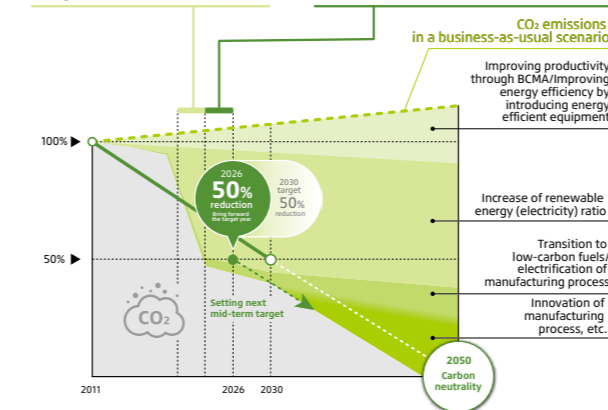 CO₂ emissions
in a business-as-usual scenario
Improving productivity
through BCMA/Improving
energy efficiency by
introducing energy
efficient equipment
100%
2026
50%
reduction
Bring forward
the target year
2030
target
50%
reduction
Increase of renewable
energy (electricity) ratio
50%
Transition to
low-carbon fuels/
electrification of
manufacturing process
Setting next
mid-term target
CO₂
Innovation of
manufacturing
process, etc.
2050
Carbon
neutrality
2011
2026
2030